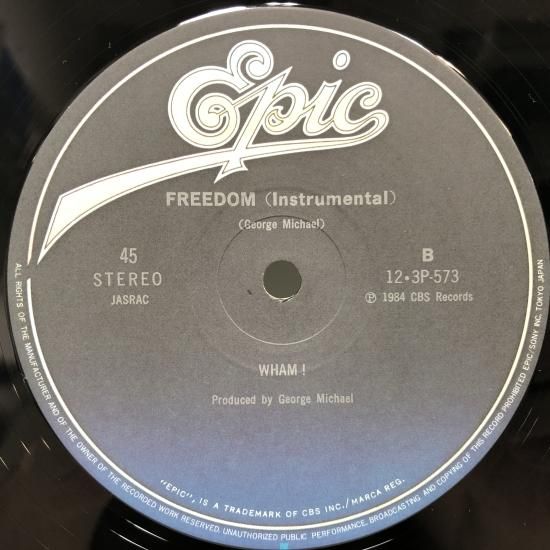 Epic
FREEDOM (Instrumental)
(George Michael)
45
STEREO
JASRAC
B
12•3P-573
Ⓟ 1984 CBS Records
WHAM!
Produced by George Michael
"EPIC", IS A TRADEMARK OF CBS INC./MARCA REG.
ALL RIGHTS OF THE MANUFACTURER AND OF THE OWNER OF THE RECORDED WORK RESERVED. UNAUTHORIZED PUBLIC PERFORMANCE, BROADCASTING AND COPYING OF THIS RECORD PROHIBITED EPIC. SONY INC. TOKYO JAPAN